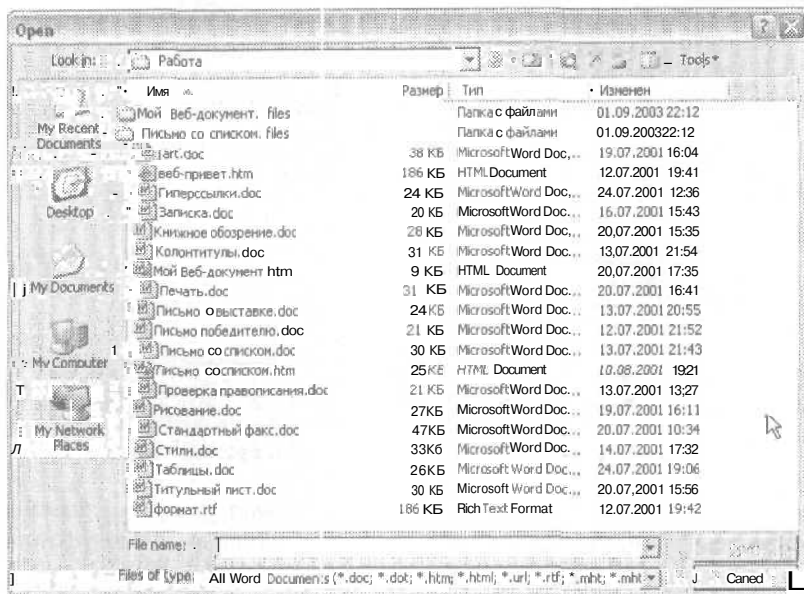 Open
Look in: Работа Tools
Имя Размер Тип Изменен
Мой Веб-документ. files Папка с файлами 01.09.2003 22:12
Письмо со списком. files Папка с файлами 01.09.200322:12
jart.doc 38 КБ Microsoft Word Doc,.. 19.07.2001 16:04
веб-привет.htm 186 КБ HTML Document 12.07.2001 19:41
Гиперссылки.doc 24 КБ Microsoft Word Doc,.. 24.07.2001 12:36
Записка.doc 20 КБ Microsoft Word Doc... 16.07.2001 15:43
Книжное обозрение.doc 28 КБ Microsoft Word Doc... 20,07.2001 15:35
Колонтитулы.doc 31 КБ Microsoft Word Doc... 13,07.2001 21:54
Мой Веб-документ htm 9 КБ HTML Document 20,07.2001 17:35
Печать.doc 31 КБ Microsoft Word Doc... 20.07.2001 16:41
Письмо о выставке.doc 24 КБ Microsoft Word Doc... 13.07.2001 20:55
Письмо победителю.doc 21 КБ Microsoft Word Doc... 12.07.2001 21:52
Письмо со списком.doc 30 КБ Microsoft Word Doc... 13.07.2001 21:43
Письмо со списком.htm 25 КБ HTML Document 10.08.2001 1921
Проверка правописания.doc 21 КБ Microsoft Word Doc... 13.07.2001 13;27
Рисование.doc 27КБ Microsoft Word Doc... 19.07.2001 16:11
Стандартный факс.doc 47КБ Microsoft Word Doc... 20.07.2001 10:34
Стили.doc 33Кб Microsoft Word Doc... 14.07.2001 17:32
Таблицы.doc 26КБ Microsoft Word Doc... 24.07.2001 19:06
Титульный лист.doc 30 КБ Microsoft Word Doc... 20.07,2001 15:56
формат.rtf 186 КБ Rich Text Format 12.07.2001 19:42
My Recent Documents
Desktop
My Documents
My Computer
My Network Places
File name:
Files of type: All Word Documents (*.doc; *.dot; *.htm; *.html; *.url; *.rtf; *.mht; *.mht
Caned